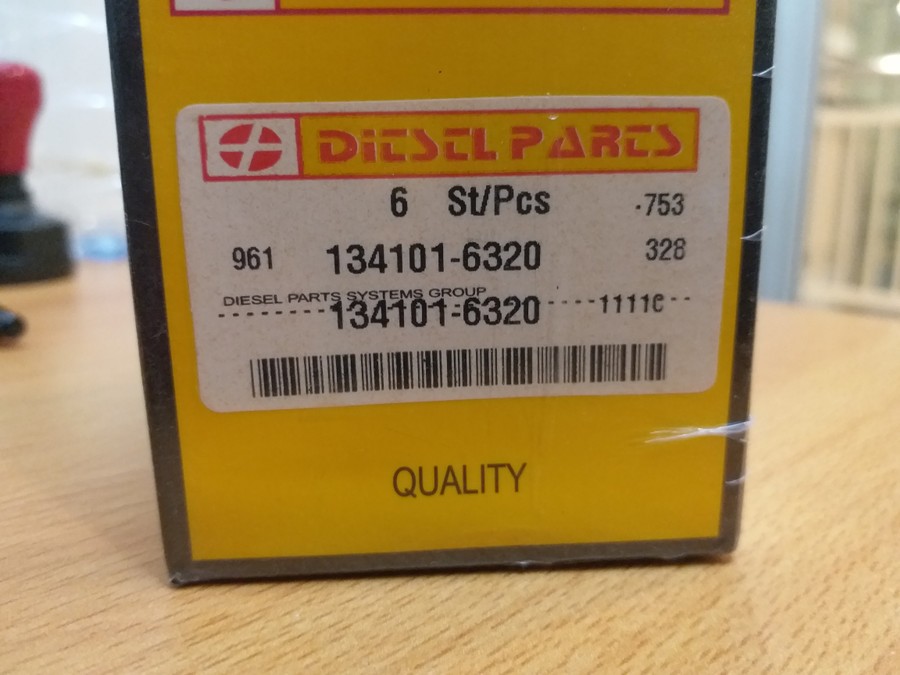 DiESEL PARTS
6 St/Pcs .753
961 134101-6320 328
DIESEL PARTS SYSTEMS GROUP
134101-6320 1111C
QUALITY